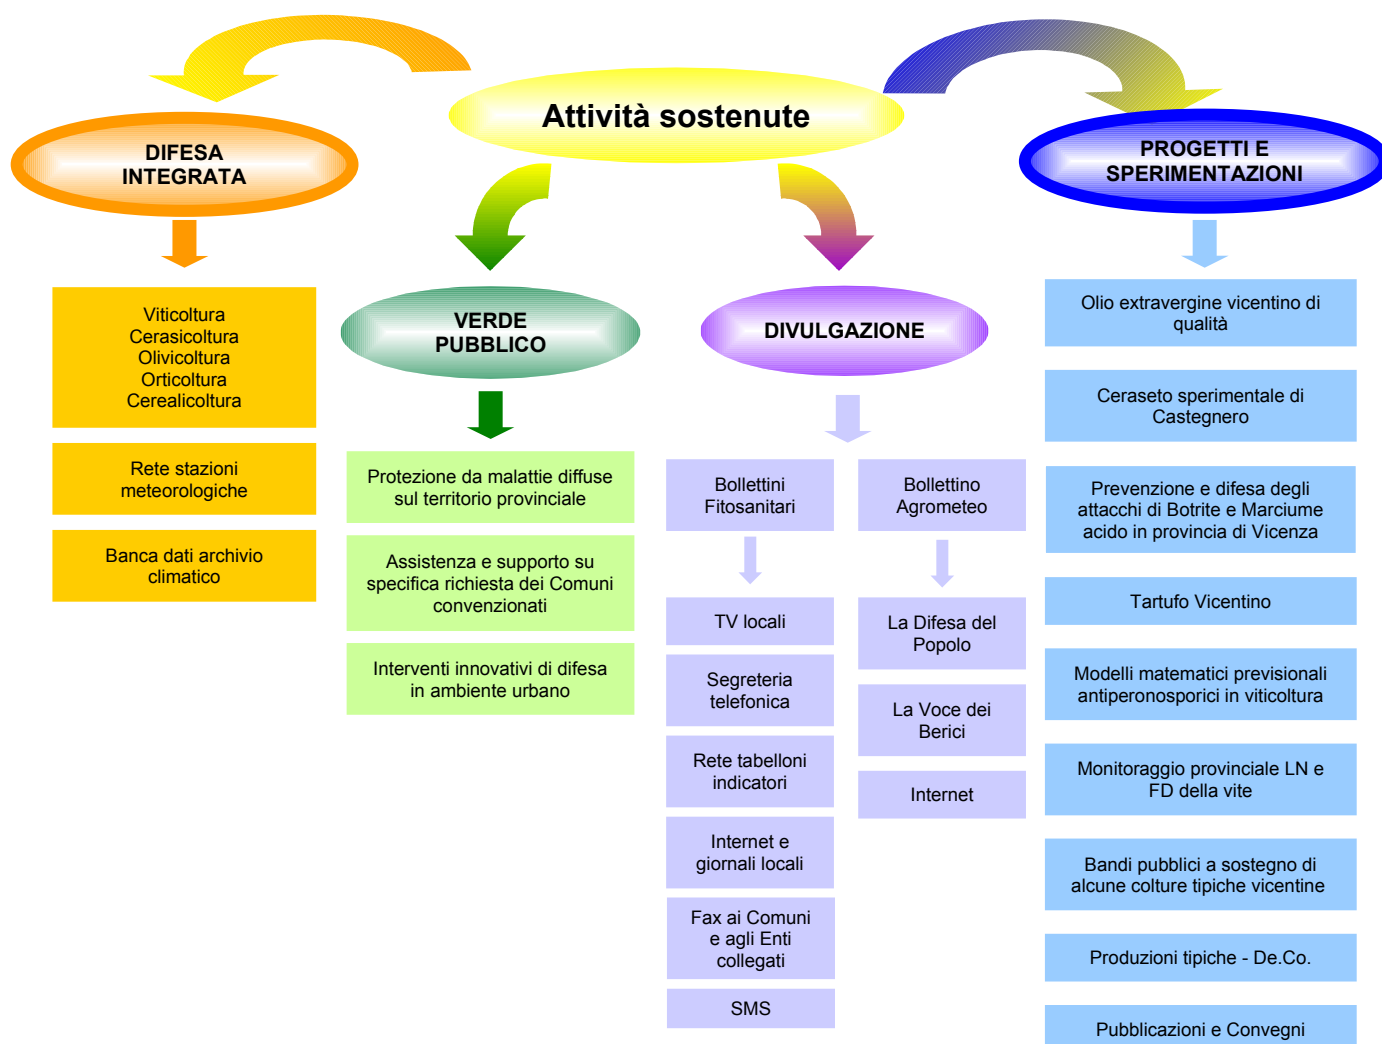 Attività sostenute
DIFESA
INTEGRATA
Viticoltura
Cerasicoltura
Olivicoltura
Orticoltura
Cerealicoltura
Rete stazioni
meteorologiche
Banca dati archivio
climatico
VERDE
PUBBLICO
Protezione da malattie diffuse
sul territorio provinciale
Assistenza e supporto su
specifica richiesta dei Comuni
convenzionati
Interventi innovativi di difesa
in ambiente urbano
DIVULGAZIONE
Bollettini
Fitosanitari
TV locali
Segreteria
telefonica
Rete tabelloni
indicatori
Internet e
giornali locali
Fax ai Comuni
e agli Enti
collegati
SMS
Bollettino
Agrometeo
La Difesa del
Popolo
La Voce dei
Berici
Internet
PROGETTI E
SPERIMENTAZIONI
Olio extravergine vicentino di
qualità
Ceraseto sperimentale di
Castegnero
Prevenzione e difesa degli
attacchi di Botrite e Marciume
acido in provincia di Vicenza
Tartufo Vicentino
Modelli matematici previsionali
antiperonosporici in viticoltura
Monitoraggio provinciale LN e
FD della vite
Bandi pubblici a sostegno di
alcune colture tipiche vicentine
Produzioni tipiche - De.Co.
Pubblicazioni e Convegni